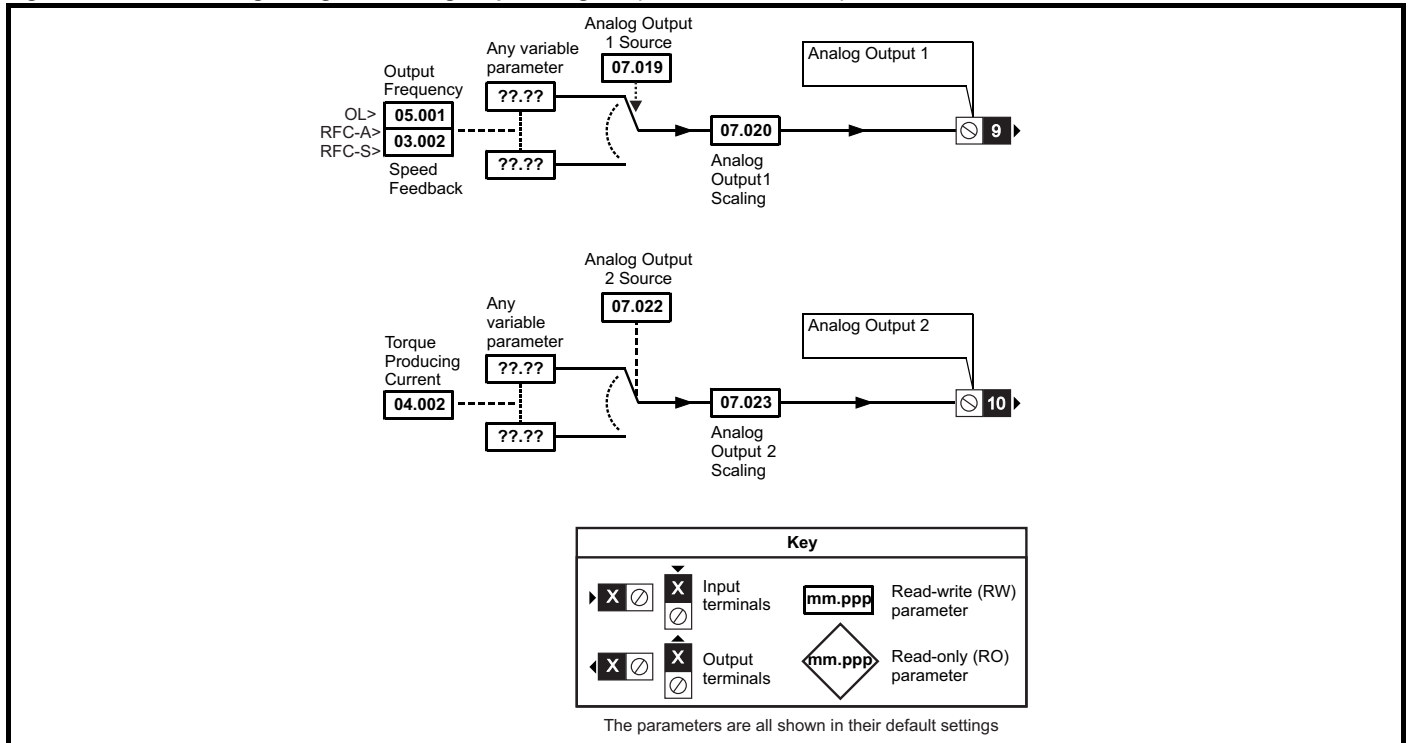 Analog Output
1 Source
07.019
Any variable
parameter
??.??
??.??
Output
Frequency
OL> 05.001
RFC-A>
RFC-S> 03.002
Speed
Feedback
07.020
Analog
Output1
Scaling
Analog Output 1
9
Analog Output
2 Source
07.022
Any
variable
parameter
??.??
??.??
Torque
Producing
Current
04.002
07.023
Analog
Output 2
Scaling
Analog Output 2
10
Key
X X Input
terminals
mm.ppp Read-write (RW)
parameter
X X Output
terminals
mm.ppp Read-only (RO)
parameter
The parameters are all shown in their default settings